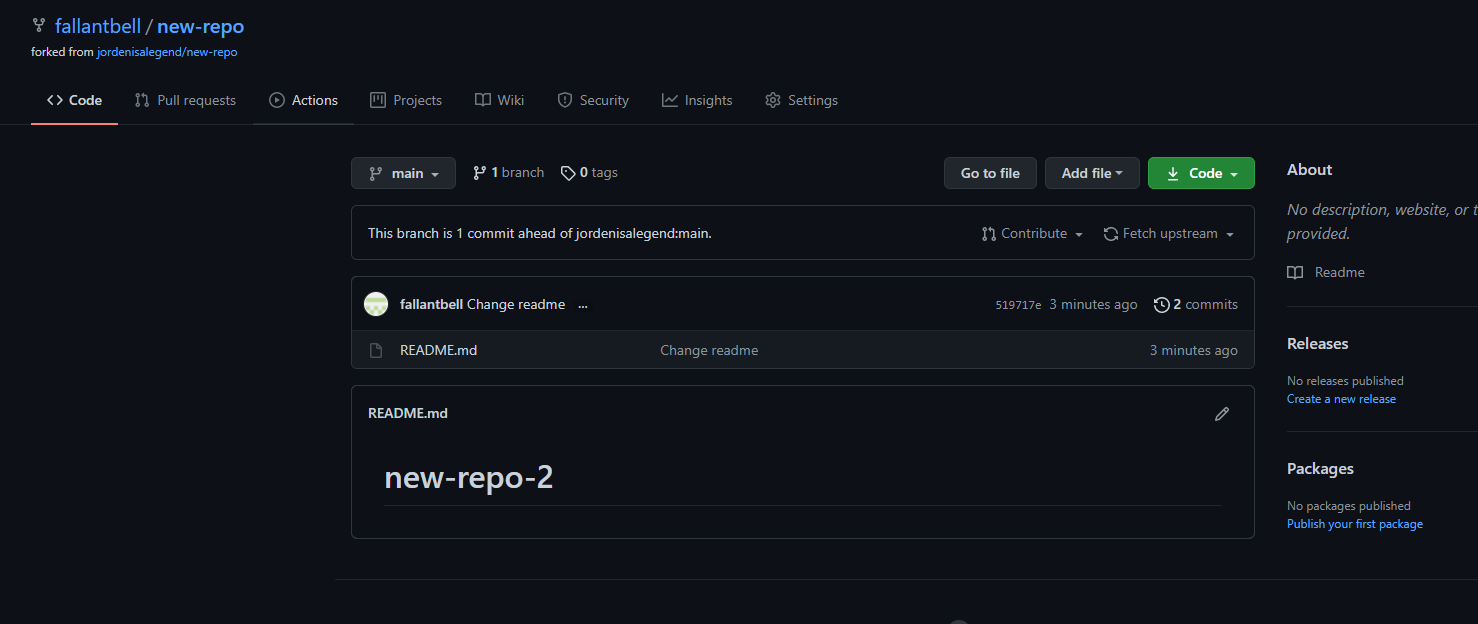 fallantbell / new-repo
forked from jordenisalegend/new-repo
Code Pull requests Actions Projects Wiki Security Insights Settings
main 1 branch 0 tags Go to file Add file Code
This branch is 1 commit ahead of jordenisalegend:main. Contribute Fetch upstream
fallantbell Change readme ... 519717e 3 minutes ago 2 commits
README.md Change readme 3 minutes ago
README.md
new-repo-2
About
No description, website, or t
provided.
Readme
Releases
No releases published
Create a new release
Packages
No packages published
Publish your first package